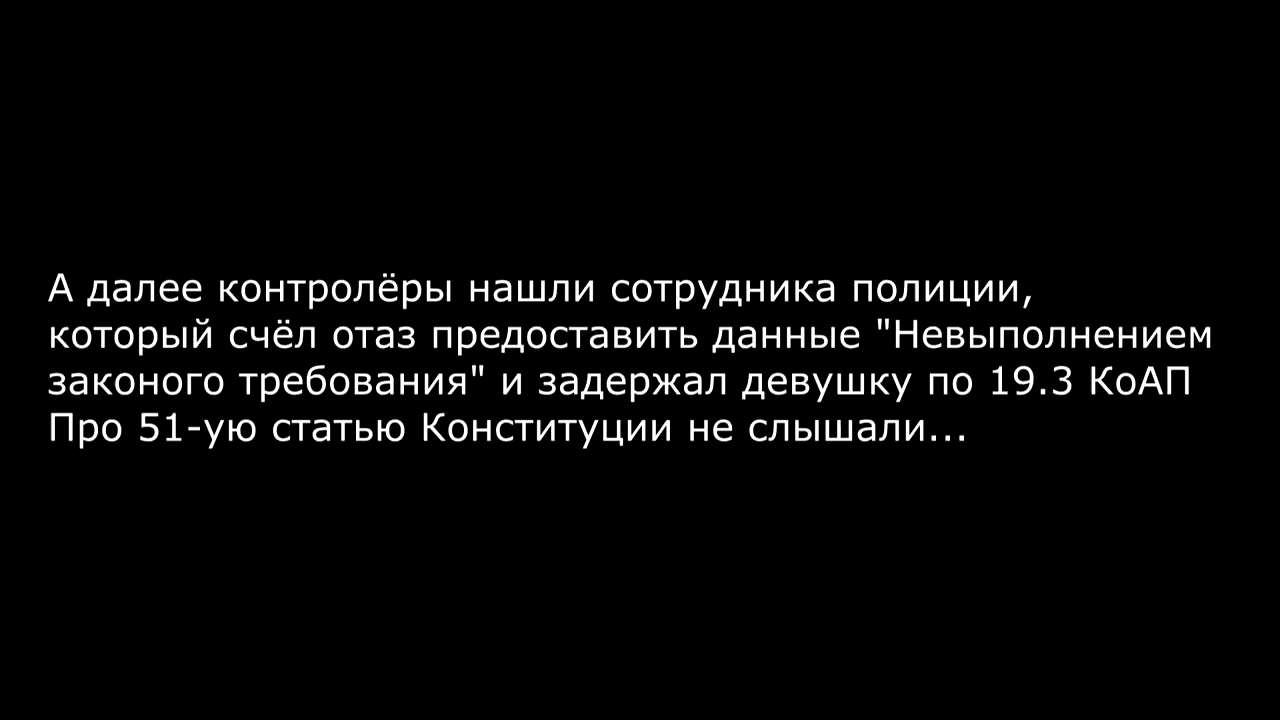 А далее контролёры нашли сотрудника полиции,
который счёл отаз предоставить данные "Невыполнением
законого требования" и задержал девушку по 19.3 КоАП
Про 51-ую статью Конституции не слышали...